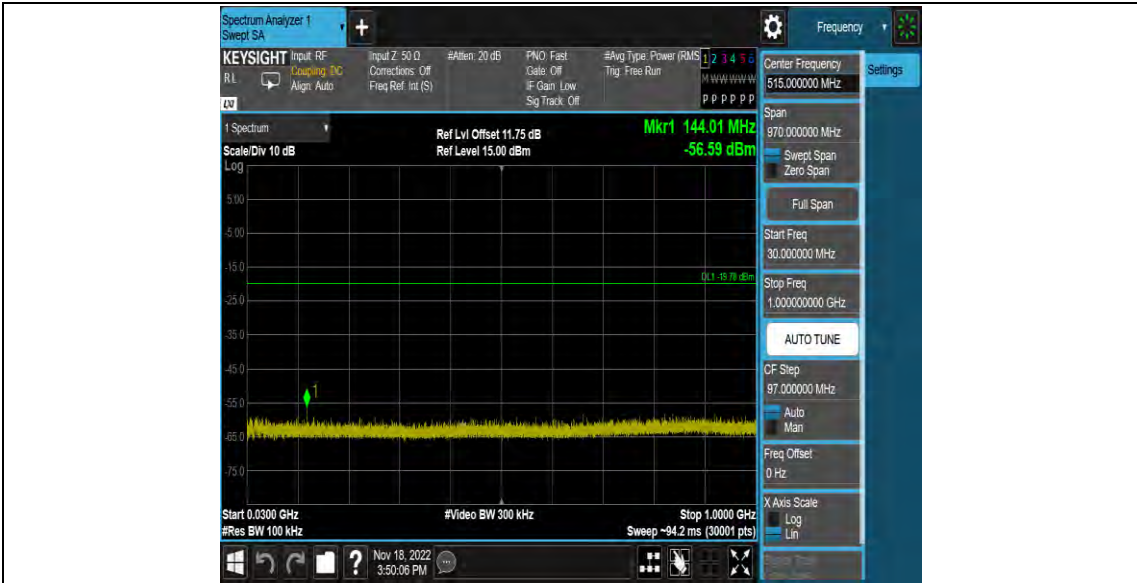 Spectrum Analyzer 1
Swept SA
+
Frequency
KEYSIGHT Input: RF
R L
Coupling: DC
Align: Auto
LXI
Input Z: 50 Ω
Corrections: Off
Freq Ref: Int (S)
#Atten: 20 dB
PNO: Fast
Gate: Off
IF Gain: Low
Sig Track: Off
#Avg Type: Power (RMS
Trig: Free Run
1 2 3 4 5 6
M W W W W W
P P P P P P
Center Frequency
515.000000 MHz
Settings
Span
970.000000 MHz
Swept Span
Zero Span
Full Span
Start Freq
30.000000 MHz
Stop Freq
1.000000000 GHz
AUTO TUNE
CF Step
97.000000 MHz
Auto
Man
Freq Offset
0 Hz
X Axis Scale
Log
Lin
1 Spectrum
Scale/Div 10 dB
Log
Ref Lvl Offset 11.75 dB
Ref Level 15.00 dBm
Mkr1 144.01 MHz
-56.59 dBm
5.00
-5.00
-15.0
DL1 -19.78 dBm
-25.0
-35.0
-45.0
1
-55.0
-65.0
-75.0
Start 0.0300 GHz
#Res BW 100 kHz
#Video BW 300 kHz
Stop 1.0000 GHz
Sweep ~94.2 ms (30001 pts)
?
Nov 18, 2022
3:50:06 PM